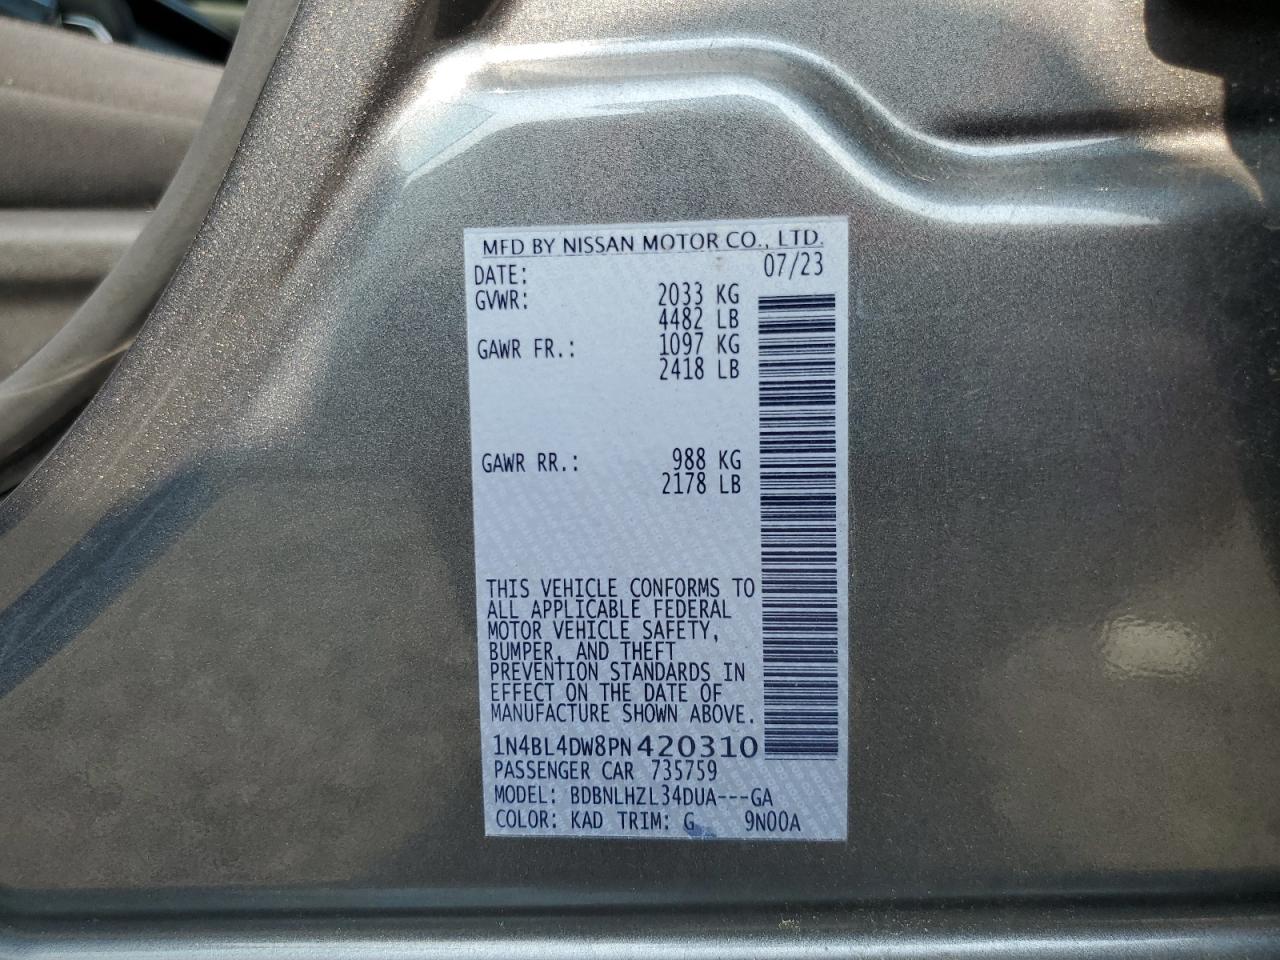 MFD BY NISSAN MOTOR CO., LTD.
DATE: 07/23
GVWR: 2033 KG
4482 LB
GAWR FR.: 1097 KG
2418 LB
GAWR RR.: 988 KG
2178 LB
THIS VEHICLE CONFORMS TO
ALL APPLICABLE FEDERAL
MOTOR VEHICLE SAFETY,
BUMPER, AND THEFT
PREVENTION STANDARDS IN
EFFECT ON THE DATE OF
MANUFACTURE SHOWN ABOVE.
1N4BL4DW8PN420310
PASSENGER CAR 735759
MODEL: BDBNLHZL34DUA---GA
COLOR: KAD TRIM: G 9N00A